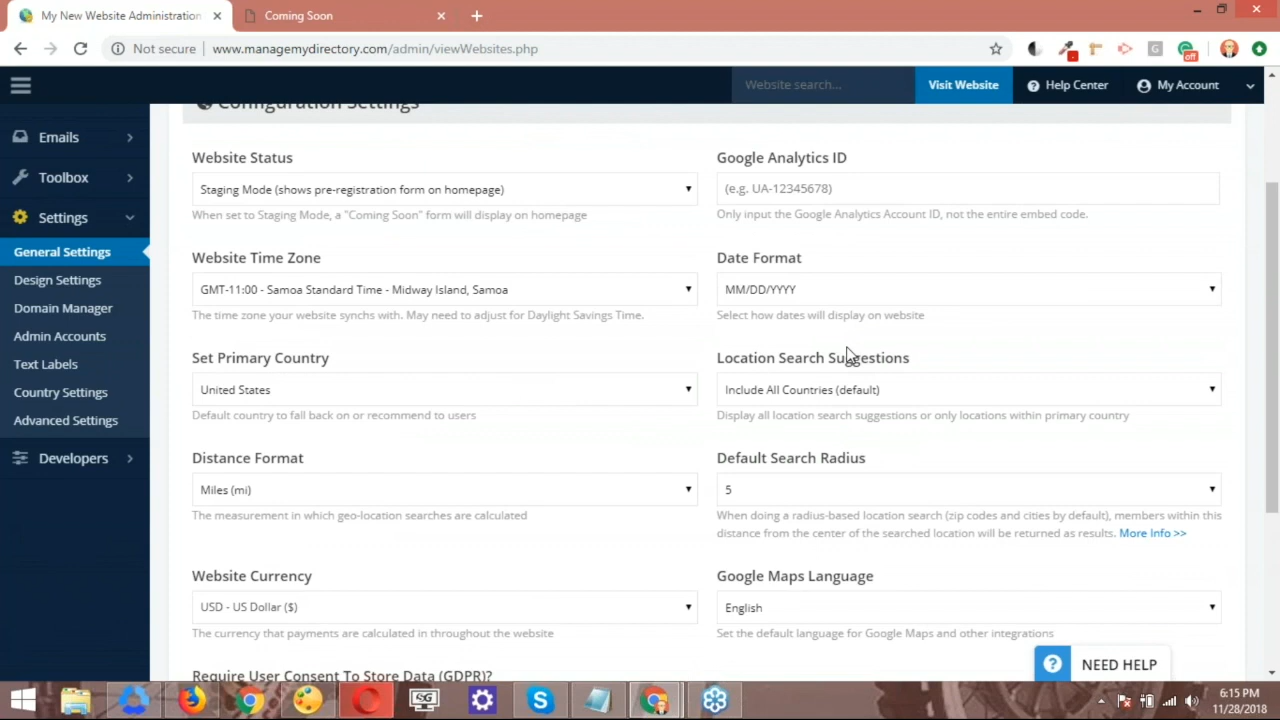 My New Website Administration
Coming Soon
Not secure
www.managemydirectory.com/admin/viewWebsites.php
off
Website search...
Visit Website
Help Center
My Account
Configuration Settings
Emails
Toolbox
Settings
General Settings
Design Settings
Domain Manager
Admin Accounts
Text Labels
Country Settings
Advanced Settings
Developers
Website Status
Staging Mode (shows pre-registration form on homepage)
When set to Staging Mode, a "Coming Soon" form will display on homepage
Google Analytics ID
(e.g. UA-12345678)
Only input the Google Analytics Account ID, not the entire embed code.
Website Time Zone
GMT-11:00 - Samoa Standard Time - Midway Island, Samoa
The time zone your website synchs with. May need to adjust for Daylight Savings Time.
Date Format
MM/DD/YYYY
Select how dates will display on website
Set Primary Country
United States
Default country to fall back on or recommend to users
Location Search Suggestions
Include All Countries (default)
Display all location search suggestions or only locations within primary country
Distance Format
Miles (mi)
The measurement in which geo-location searches are calculated
Default Search Radius
5
When doing a radius-based location search (zip codes and cities by default), members within this
distance from the center of the searched location will be returned as results. More Info >>
Website Currency
USD - US Dollar ($)
The currency that payments are calculated in throughout the website
Google Maps Language
English
Set the default language for Google Maps and other integrations
Require User Consent To Store Data (GDPR)?
NEED HELP
6:15 PM
11/28/2018